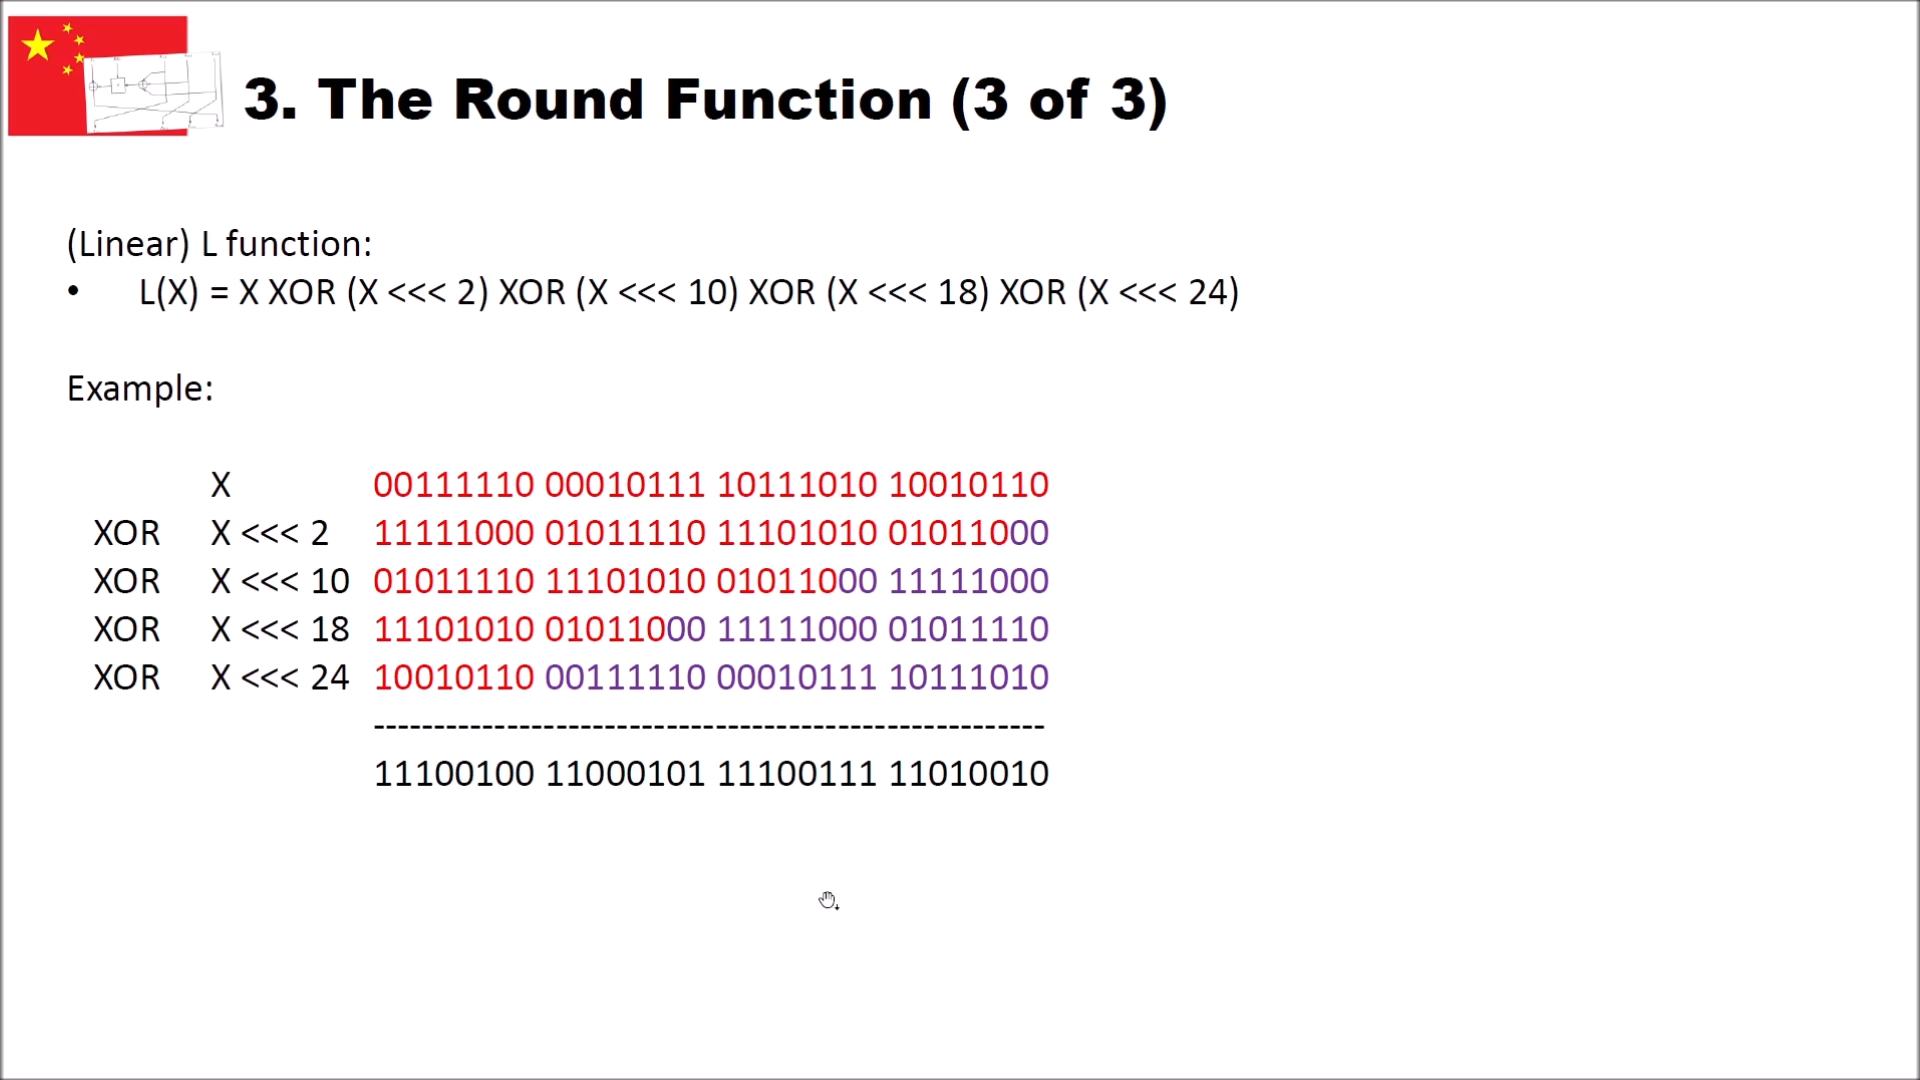 3. The Round Function (3 of 3)
(Linear) L function:
• L(X) = X XOR (X <<< 2) XOR (X <<< 10) XOR (X <<< 18) XOR (X <<< 24)
Example:
X 00111110 00010111 10111010 10010110
XOR X <<< 2 11111000 01011110 11101010 01011000
XOR X <<< 10 01011110 11101010 01011000 11111000
XOR X <<< 18 11101010 01011000 11111000 01011110
XOR X <<< 24 10010110 00111110 00010111 10111010
-------------------------------------------------------
11100100 11000101 11100111 11010010